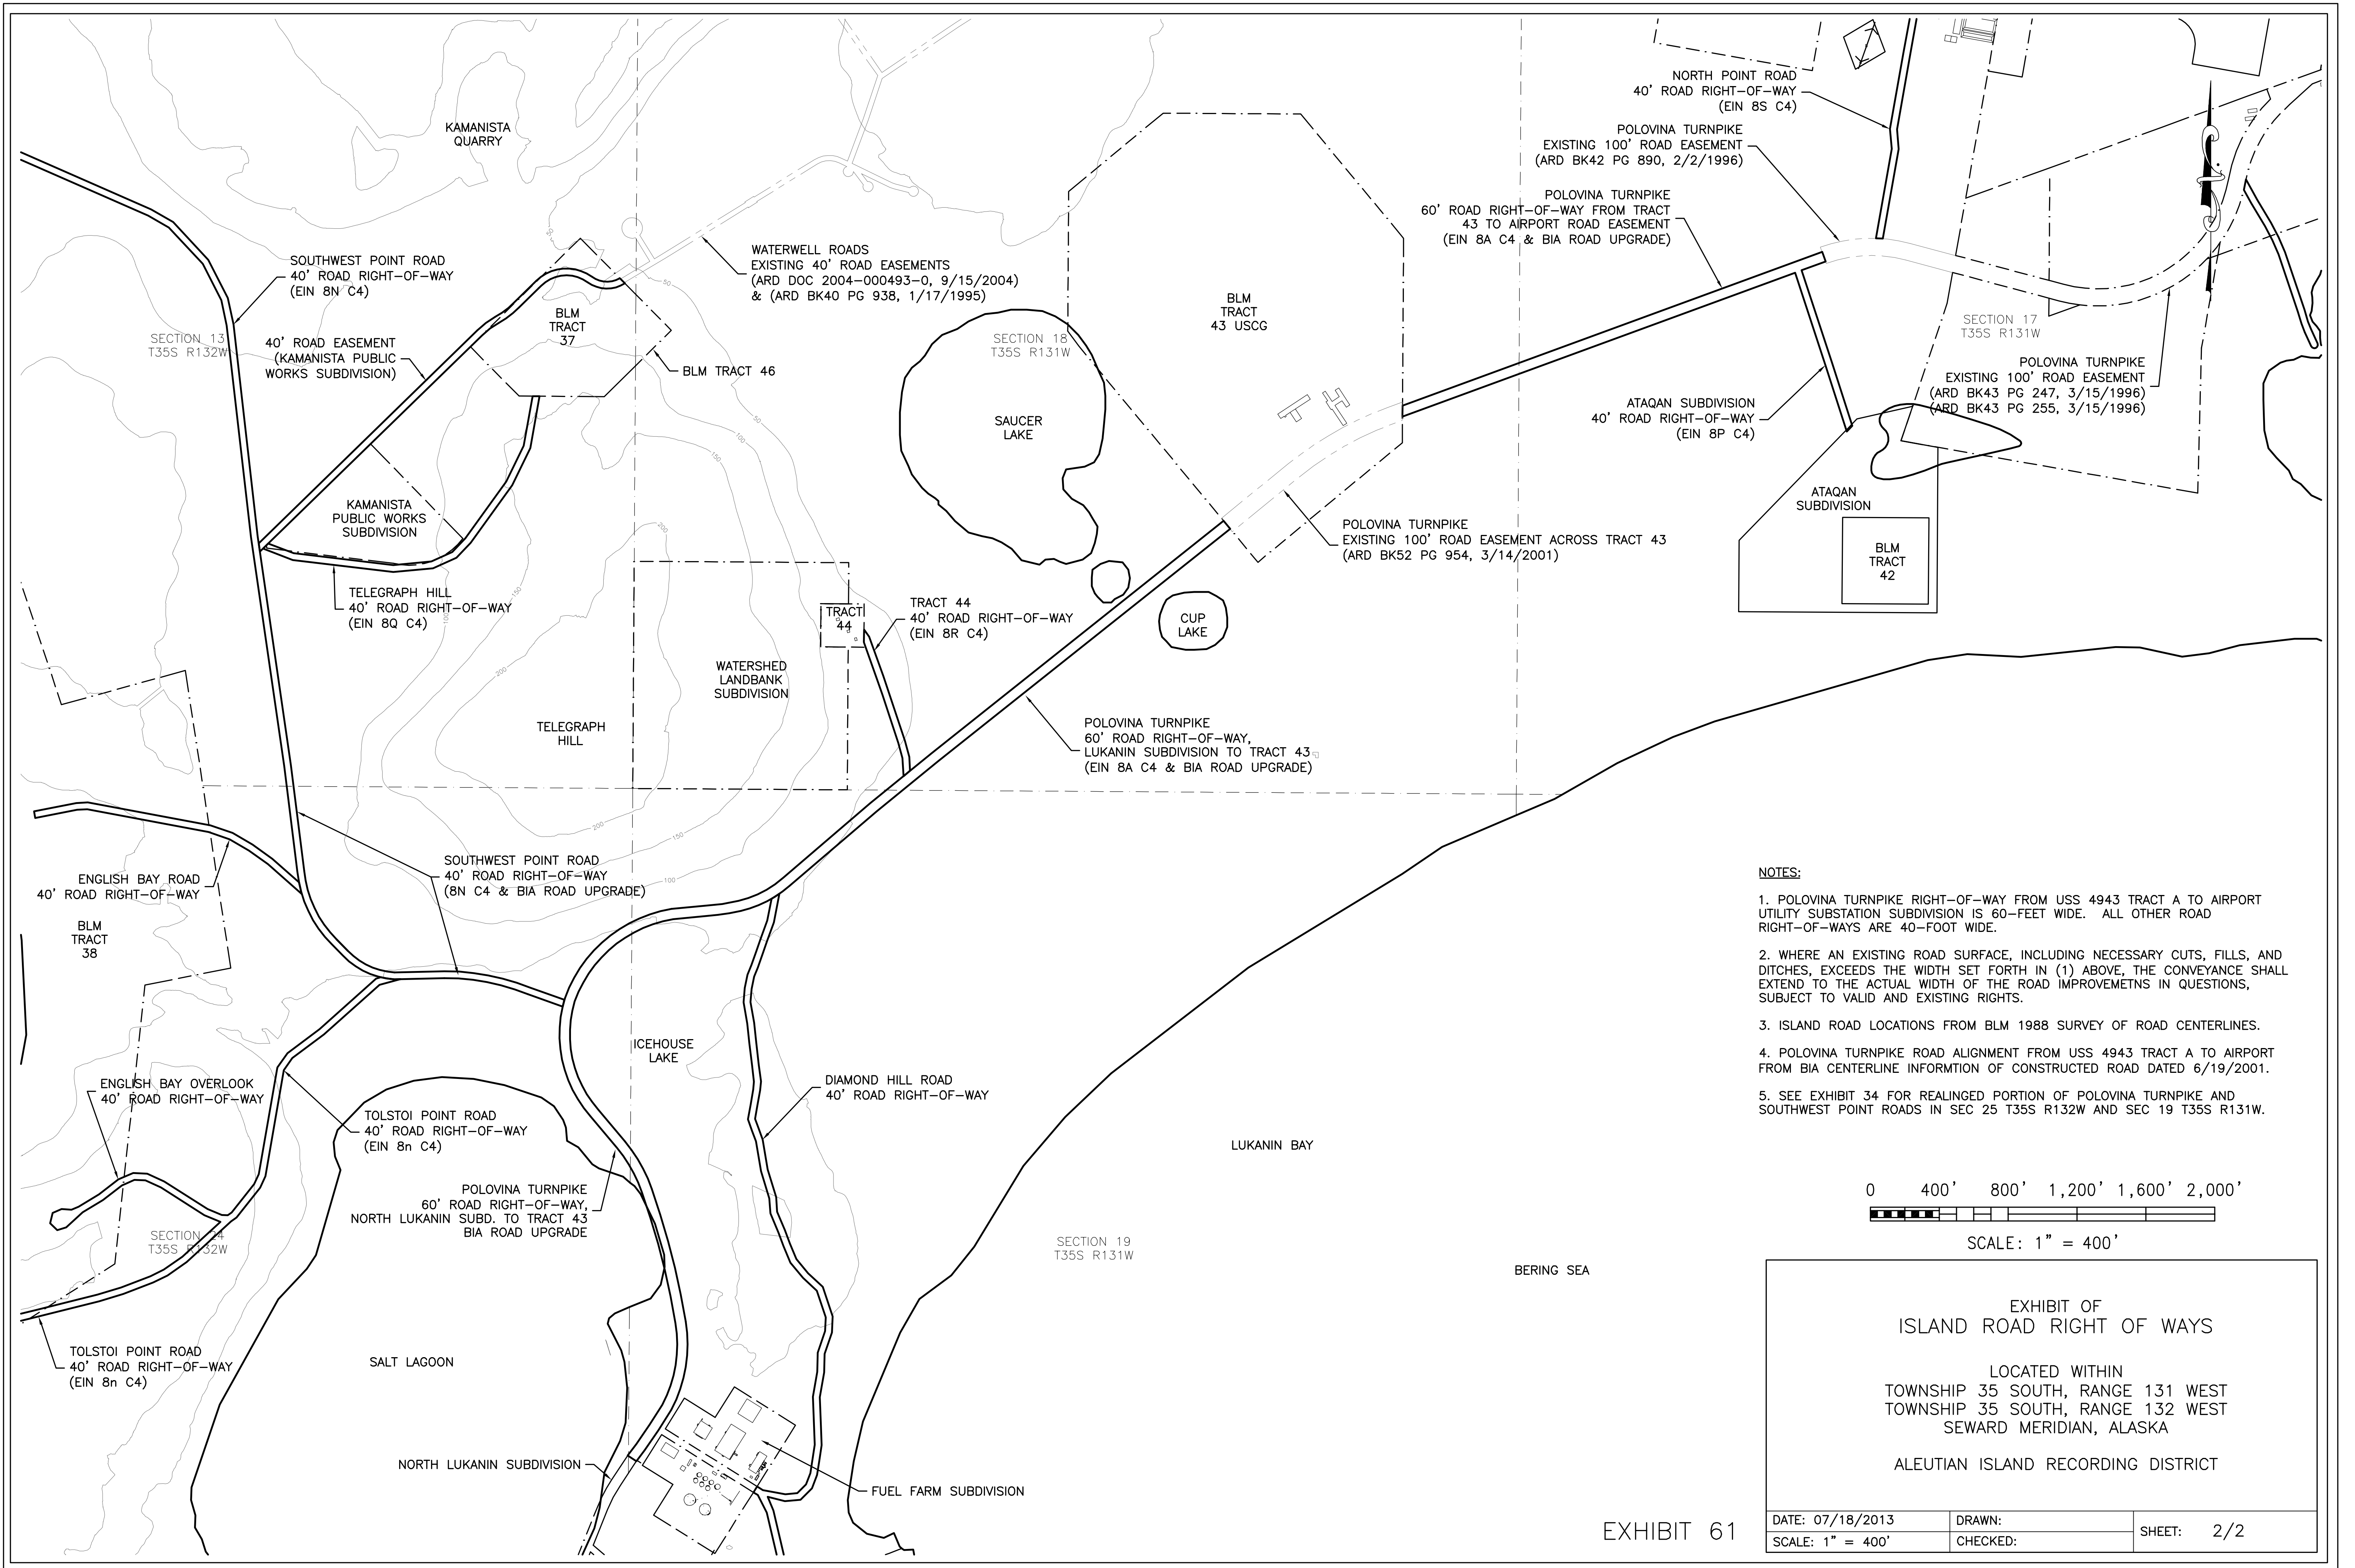 KAMANISTA
QUARRY
SOUTHWEST POINT ROAD
40' ROAD RIGHT-OF-WAY
(EIN 8N C4)
SECTION 13
T35S R132W
40' ROAD EASEMENT
(KAMANISTA PUBLIC
WORKS SUBDIVISION)
BLM
TRACT
37
BLM TRACT 46
WATERWELL ROADS
EXISTING 40' ROAD EASEMENTS
(ARD DOC 2004-000493-0, 9/15/2004)
& (ARD BK40 PG 938, 1/17/1995)
50
50
50
100
150
200
KAMANISTA
PUBLIC WORKS
SUBDIVISION
TELEGRAPH HILL
40' ROAD RIGHT-OF-WAY
(EIN 8Q C4)
100
150
200
SECTION 18
T35S R131W
SAUCER
LAKE
BLM
TRACT
43 USCG
NORTH POINT ROAD
40' ROAD RIGHT-OF-WAY
(EIN 8S C4)
POLOVINA TURNPIKE
EXISTING 100' ROAD EASEMENT
(ARD BK42 PG 890, 2/2/1996)
POLOVINA TURNPIKE
60' ROAD RIGHT-OF-WAY FROM TRACT
43 TO AIRPORT ROAD EASEMENT
(EIN 8A C4 & BIA ROAD UPGRADE)
SECTION 17
T35S R131W
POLOVINA TURNPIKE
EXISTING 100' ROAD EASEMENT
(ARD BK43 PG 247, 3/15/1996)
(ARD BK43 PG 255, 3/15/1996)
ATAQAN SUBDIVISION
40' ROAD RIGHT-OF-WAY
(EIN 8P C4)
ATAQAN
SUBDIVISION
BLM
TRACT
42
POLOVINA TURNPIKE
EXISTING 100' ROAD EASEMENT ACROSS TRACT 43
(ARD BK52 PG 954, 3/14/2001)
TRACT
44
TRACT 44
40' ROAD RIGHT-OF-WAY
(EIN 8R C4)
CUP
LAKE
WATERSHED
LANDBANK
SUBDIVISION
TELEGRAPH
HILL
POLOVINA TURNPIKE
60' ROAD RIGHT-OF-WAY,
LUKANIN SUBDIVISION TO TRACT 43
(EIN 8A C4 & BIA ROAD UPGRADE)
200
150
100
SOUTHWEST POINT ROAD
40' ROAD RIGHT-OF-WAY
(8N C4 & BIA ROAD UPGRADE)
ENGLISH BAY ROAD
40' ROAD RIGHT-OF-WAY
BLM
TRACT
38
ICEHOUSE
LAKE
ENGLISH BAY OVERLOOK
40' ROAD RIGHT-OF-WAY
TOLSTOI POINT ROAD
40' ROAD RIGHT-OF-WAY
(EIN 8n C4)
DIAMOND HILL ROAD
40' ROAD RIGHT-OF-WAY
LUKANIN BAY
POLOVINA TURNPIKE
60' ROAD RIGHT-OF-WAY,
NORTH LUKANIN SUBD. TO TRACT 43
BIA ROAD UPGRADE
SECTION 24
T35S R132W
SECTION 19
T35S R131W
BERING SEA
TOLSTOI POINT ROAD
40' ROAD RIGHT-OF-WAY
(EIN 8n C4)
SALT LAGOON
NORTH LUKANIN SUBDIVISION
FUEL FARM SUBDIVISION
NOTES:
1. POLOVINA TURNPIKE RIGHT-OF-WAY FROM USS 4943 TRACT A TO AIRPORT
UTILITY SUBSTATION SUBDIVISION IS 60-FEET WIDE. ALL OTHER ROAD
RIGHT-OF-WAYS ARE 40-FOOT WIDE.
2. WHERE AN EXISTING ROAD SURFACE, INCLUDING NECESSARY CUTS, FILLS, AND
DITCHES, EXCEEDS THE WIDTH SET FORTH IN (1) ABOVE, THE CONVEYANCE SHALL
EXTEND TO THE ACTUAL WIDTH OF THE ROAD IMPROVEMETNS IN QUESTIONS,
SUBJECT TO VALID AND EXISTING RIGHTS.
3. ISLAND ROAD LOCATIONS FROM BLM 1988 SURVEY OF ROAD CENTERLINES.
4. POLOVINA TURNPIKE ROAD ALIGNMENT FROM USS 4943 TRACT A TO AIRPORT
FROM BIA CENTERLINE INFORMTION OF CONSTRUCTED ROAD DATED 6/19/2001.
5. SEE EXHIBIT 34 FOR REALINGED PORTION OF POLOVINA TURNPIKE AND
SOUTHWEST POINT ROADS IN SEC 25 T35S R132W AND SEC 19 T35S R131W.
0 400' 800' 1,200' 1,600' 2,000'
SCALE: 1" = 400'
EXHIBIT OF
ISLAND ROAD RIGHT OF WAYS
LOCATED WITHIN
TOWNSHIP 35 SOUTH, RANGE 131 WEST
TOWNSHIP 35 SOUTH, RANGE 132 WEST
SEWARD MERIDIAN, ALASKA
ALEUTIAN ISLAND RECORDING DISTRICT
DATE: 07/18/2013
DRAWN:
SCALE: 1" = 400'
CHECKED:
SHEET: 2/2
EXHIBIT 61